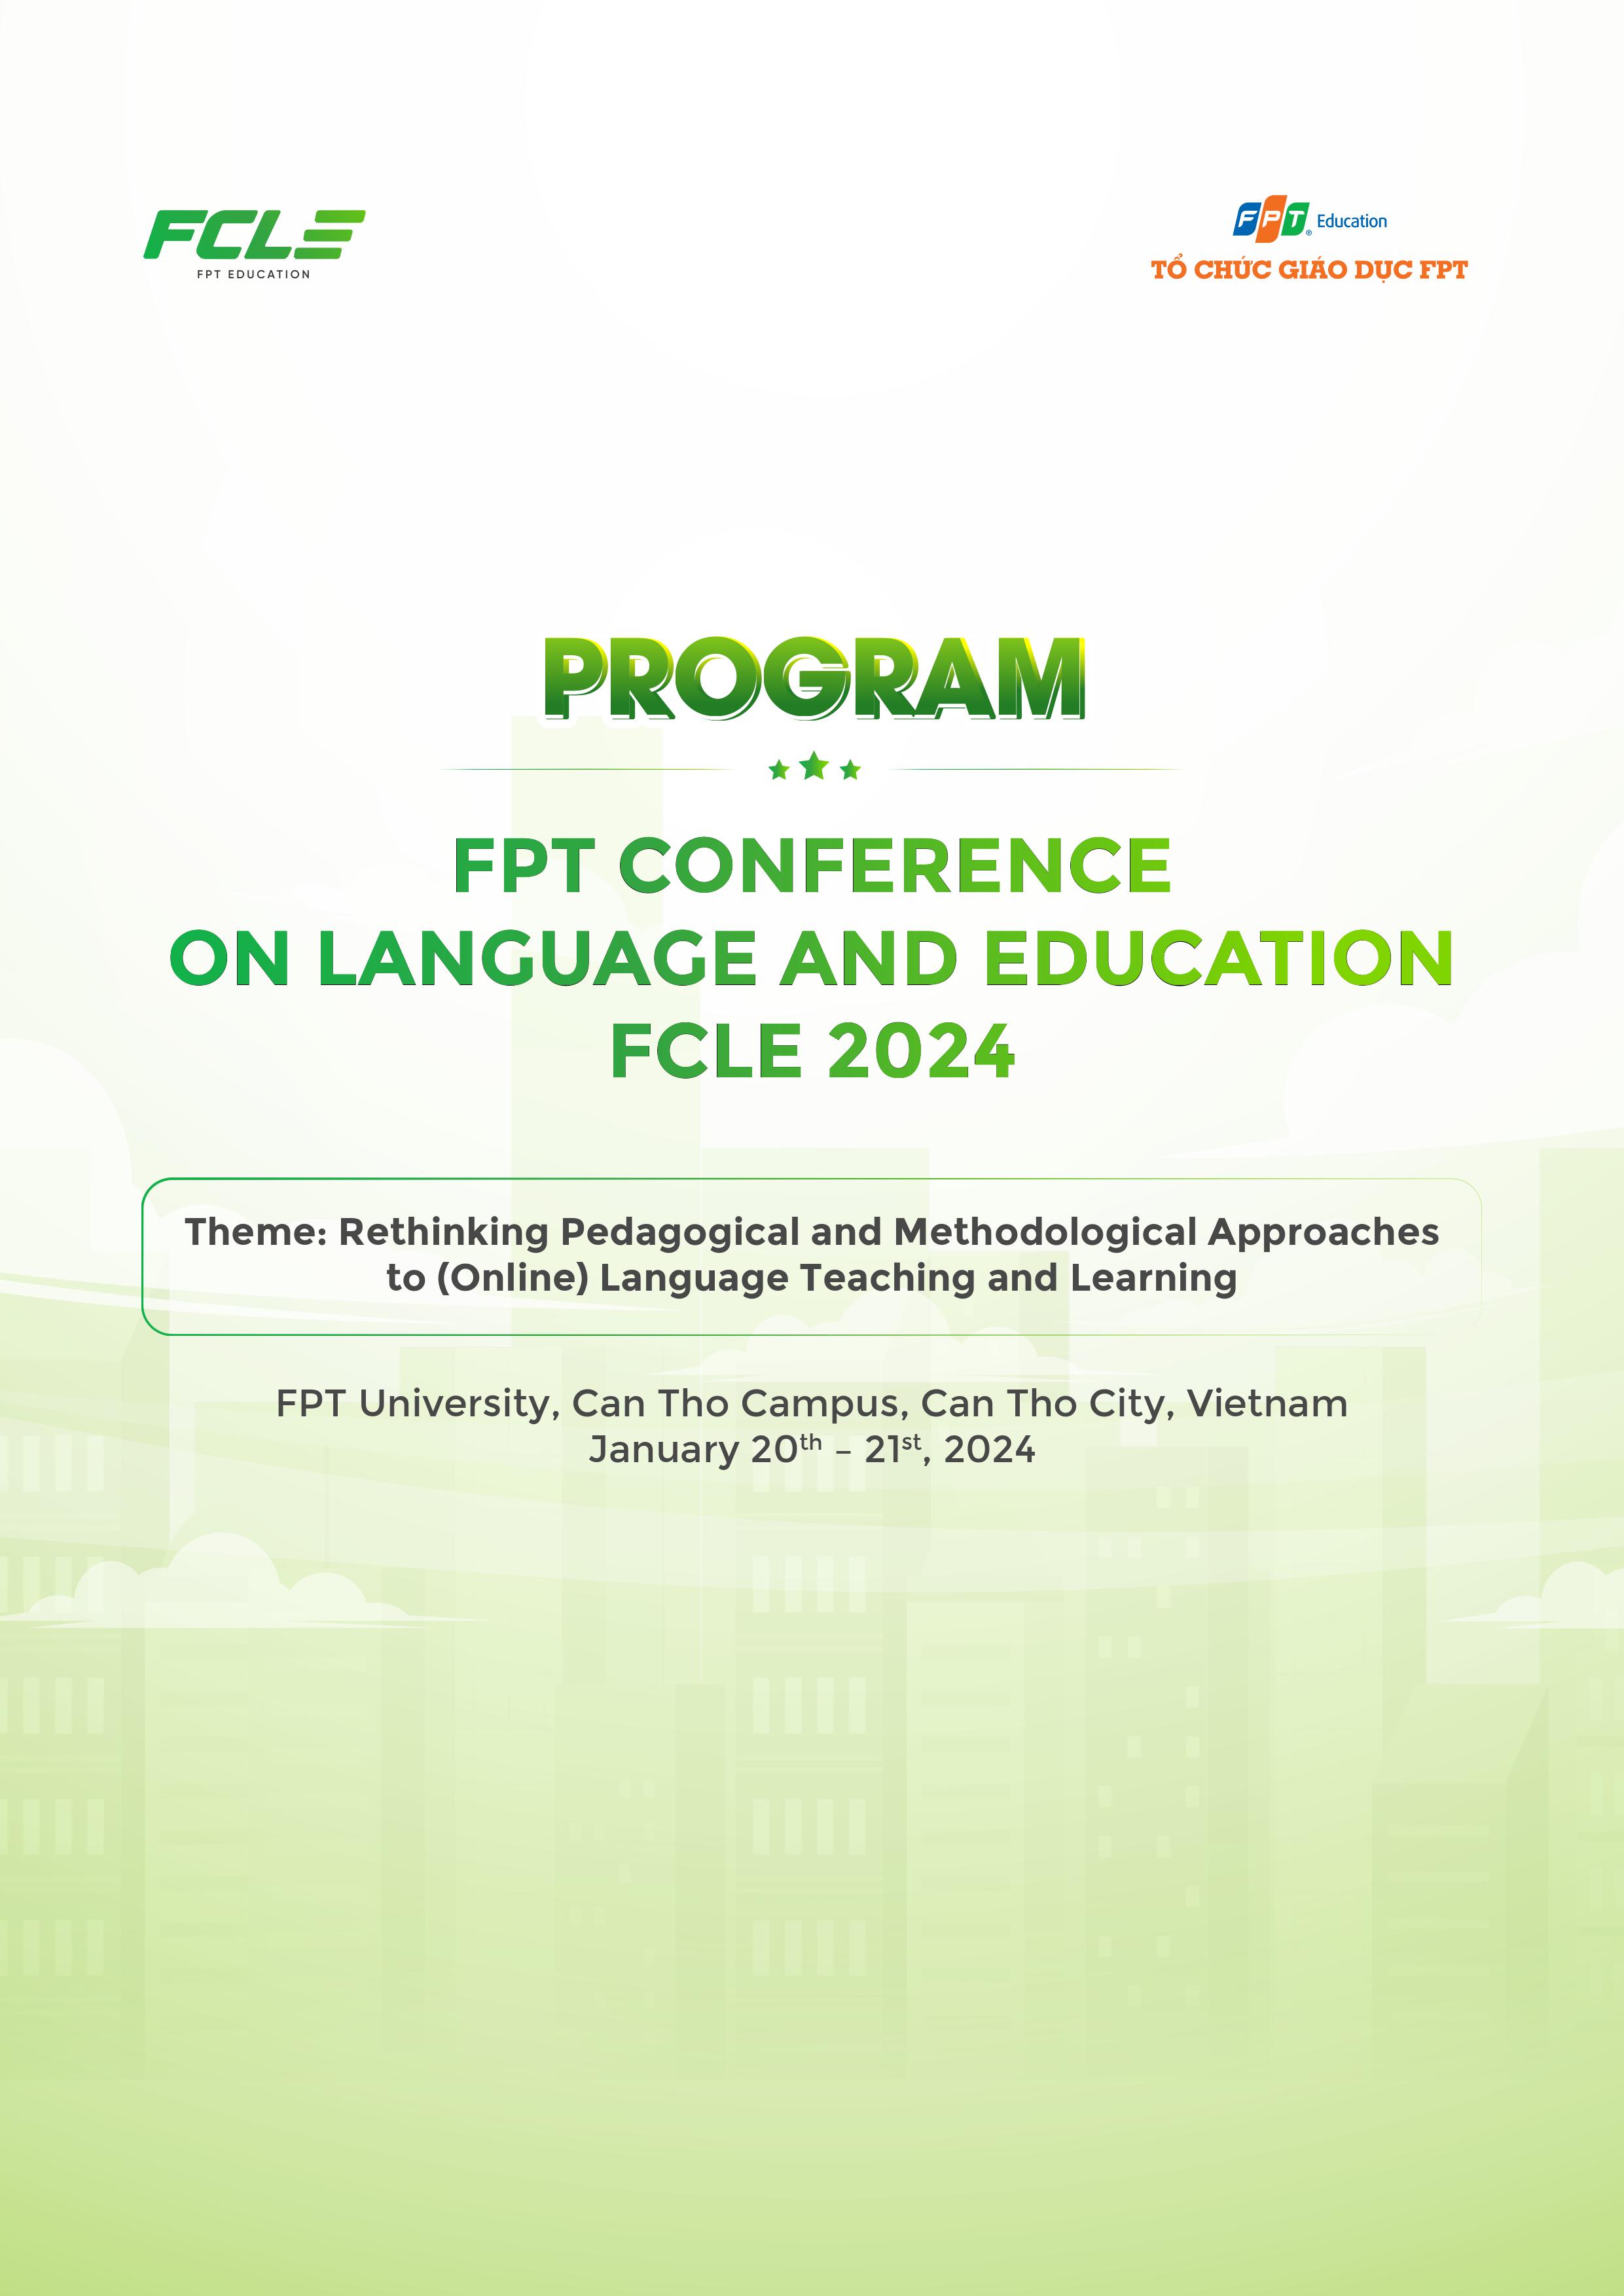 FCLE
FPT EDUCATION
FPT Education
TỔ CHỨC GIÁO DỤC FPT
PROGRAM
FPT CONFERENCE
ON LANGUAGE AND EDUCATION
FCLE 2024
Theme: Rethinking Pedagogical and Methodological Approaches
to (Online) Language Teaching and Learning
FPT University, Can Tho Campus, Can Tho City, Vietnam
January 20th – 21st, 2024